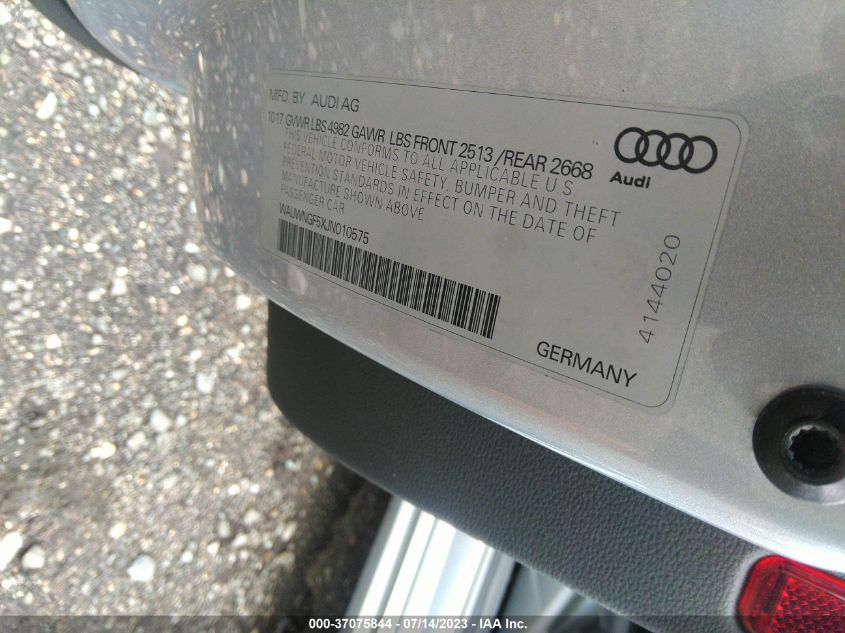 MFD. BY AUDI AG
10 17 GVWR LBS 4982 GAWR LBS FRONT 2513 / REAR 2668
THIS VEHICLE CONFORMS TO ALL APPLICABLE U S
FEDERAL MOTOR VEHICLE SAFETY, BUMPER AND THEFT
PREVENTION STANDARDS IN EFFECT ON THE DATE OF
MANUFACTURE SHOWN ABOVE
PASSENGER CAR
WAUWNGF5XJN010575
Audi
4144020
GERMANY
000-37075844 - 07/14/2023 - IAA Inc.